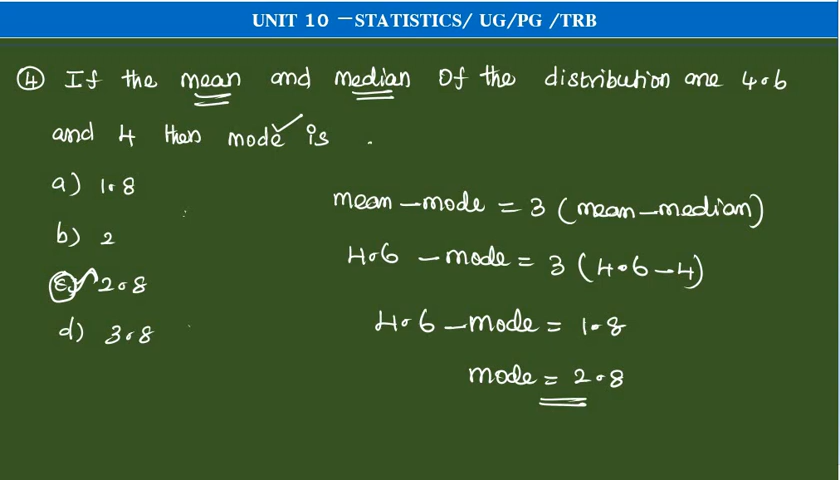 UNIT 10 – STATISTICS/ UG/PG /TRB
④ If the mean and median of the distribution are 4.6
and 4 then mode is .
a) 1.8
b) 2
c) 2.8
d) 3.8
mean – mode = 3 (mean – median)
4.6 – mode = 3 (4.6 – 4)
4.6 – mode = 1.8
mode = 2.8